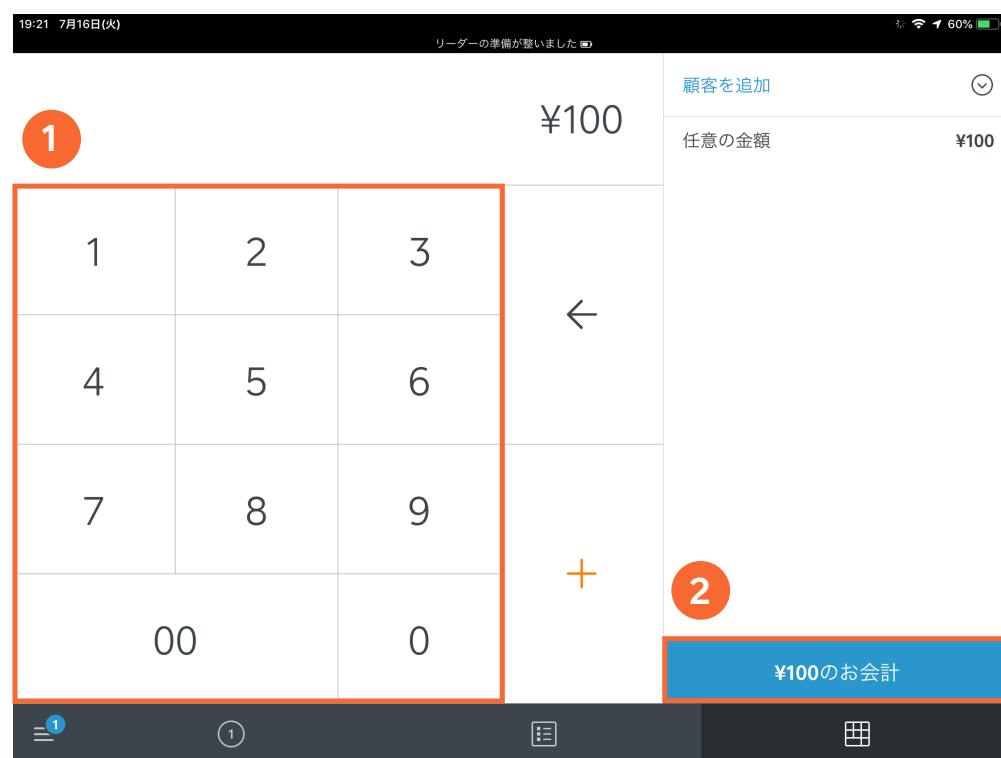 19:21 7月16日(火)
60%
リーダーの準備が整いました
¥100
顧客を追加
任意の金額 ¥100
1
1 2 3
4 5 6
7 8 9
00 0
2
¥100のお会計
1
1